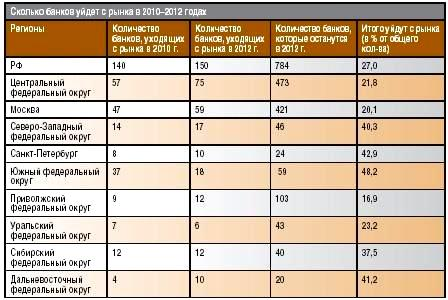 Сколько банков уйдет с рынка в 2010–2012 годах
Регионы
Количество
банков, уходящих
с рынка в 2010 г.
Количество
банков, уходящих
с рынка в 2012 г.
Количество банков,
которые останутся
в 2012 г.
Итого уйдут с рынка
(в % от общего
кол-ва)
РФ 140 150 784 27,0
Центральный
федеральный округ 57 75 473 21,8
Москва 47 59 421 20,1
Северо-Западный
федеральный округ 14 17 46 40,3
Санкт-Петербург 8 10 24 42,9
Южный федеральный
округ 37 18 59 48,2
Приволжский
федеральный округ 9 12 103 16,9
Уральский
федеральный округ 7 6 43 23,2
Сибирский
федеральный округ 12 12 40 37,5
Дальневосточный
федеральный округ 4 10 20 41,2